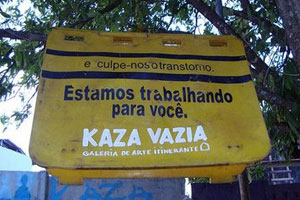 e culpe-nos o transtorno.
Estamos trabalhando
para você.
KAZA VAZIA
GALERIA DE ARTE ITINERANTE